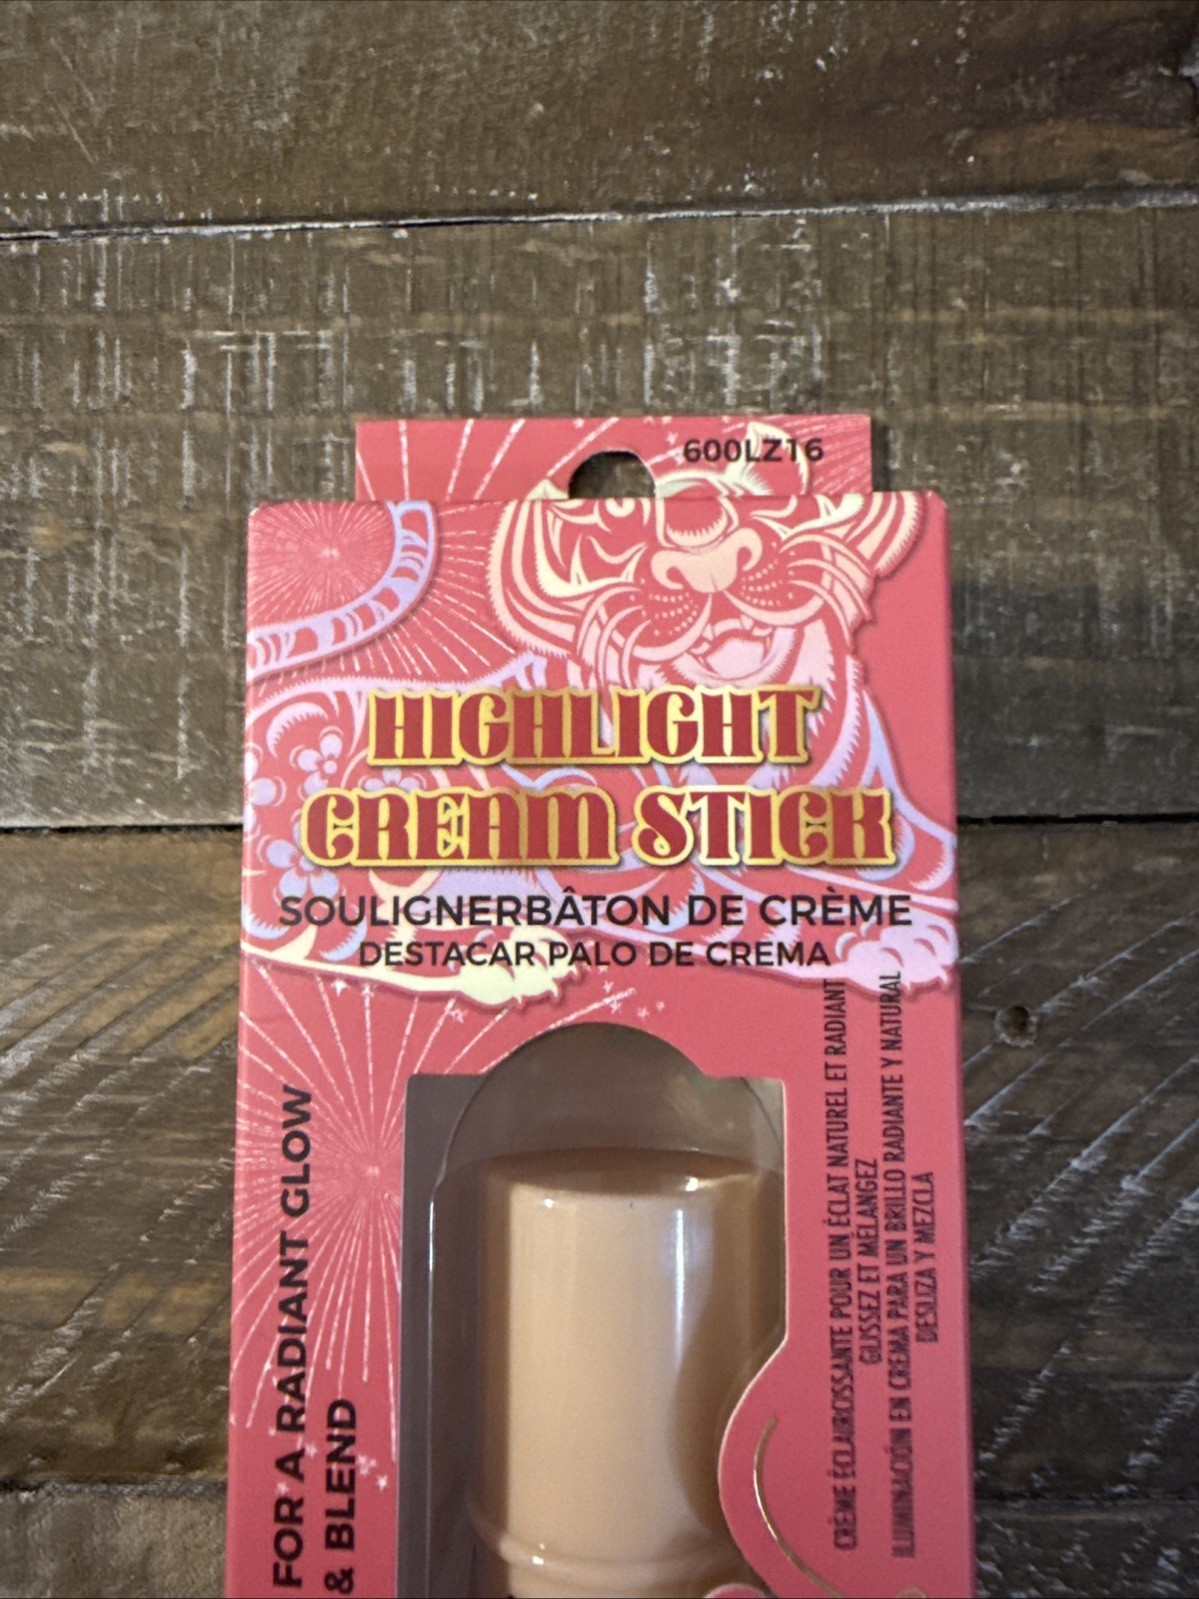 600LZ16
HIGHLIGHT
CREAM STICK
SOULIGNERBÂTON DE CRÈME
DESTACAR PALO DE CREMA
FOR A RADIANT GLOW
& BLEND
CRÈME ÉCLAIRCISSANTE POUR UN ÉCLAT NATUREL ET RADIANT
GLISSEZ ET MÉLANGEZ
ILUMINACIÓN EN CREMA PARA UN BRILLO RADIANTE Y NATURAL
DESLIZA Y MEZCLA